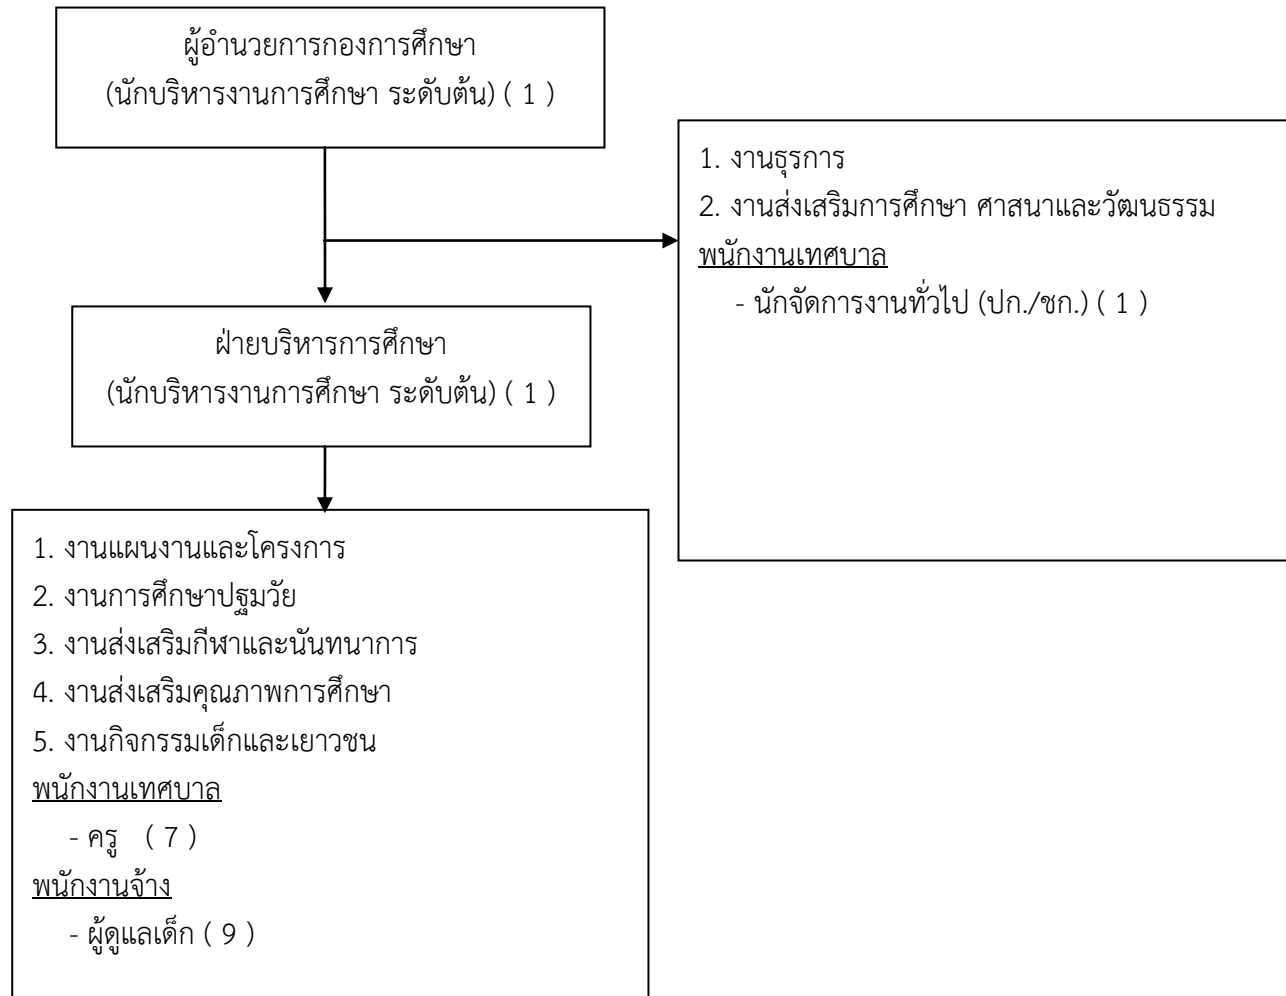 ผู้อำนวยการกองการศึกษา
(นักบริหารงานการศึกษา ระดับต้น) ( 1 )
1. งานธุรการ
2. งานส่งเสริมการศึกษา ศาสนาและวัฒนธรรม
พนักงานเทศบาล
- นักจัดการงานทั่วไป (ปก./ชก.) ( 1 )
ฝ่ายบริหารการศึกษา
(นักบริหารงานการศึกษา ระดับต้น) ( 1 )
1. งานแผนงานและโครงการ
2. งานการศึกษาปฐมวัย
3. งานส่งเสริมกีฬาและนันทนาการ
4. งานส่งเสริมคุณภาพการศึกษา
5. งานกิจกรรมเด็กและเยาวชน
พนักงานเทศบาล
- ครู ( 7 )
พนักงานจ้าง
- ผู้ดูแลเด็ก ( 9 )